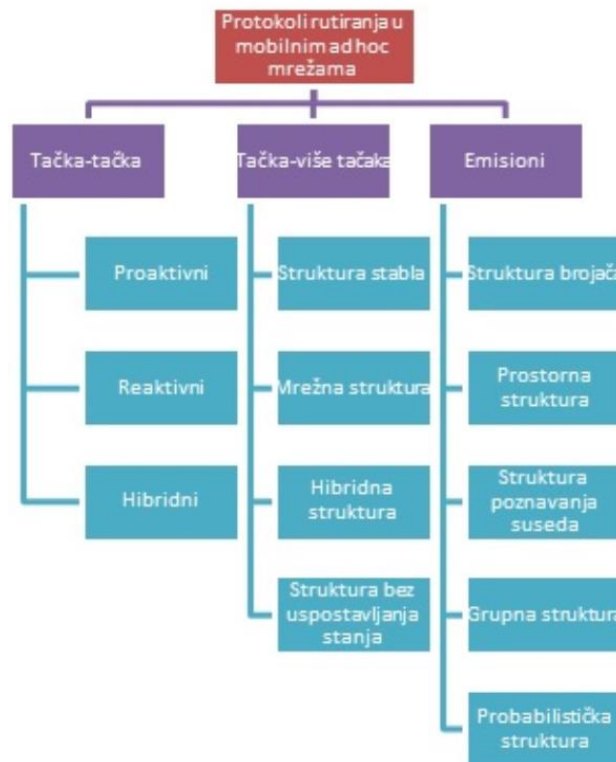 Protokoli rutiranja u
mobilnim ad hoc
mrežama
Tačka-tačka
Tačka-više tačaka
Emisioni
Proaktivni
Reaktivni
Hibridni
Struktura stabla
Mrežna struktura
Hibridna
struktura
Struktura bez
uspostavljanja
stanja
Struktura brojača
Prostorna
struktura
Struktura
poznavanja
suseda
Grupna struktura
Probabilistička
struktura